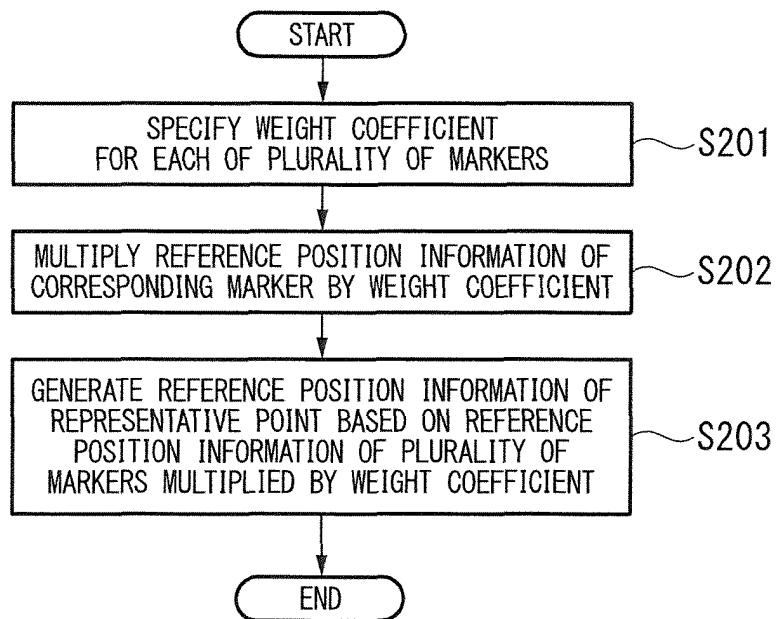 START
SPECIFY WEIGHT COEFFICIENT
FOR EACH OF PLURALITY OF MARKERS
S201
MULTIPLY REFERENCE POSITION INFORMATION OF
CORRESPONDING MARKER BY WEIGHT COEFFICIENT
S202
GENERATE REFERENCE POSITION INFORMATION OF
REPRESENTATIVE POINT BASED ON REFERENCE
POSITION INFORMATION OF PLURALITY OF
MARKERS MULTIPLIED BY WEIGHT COEFFICIENT
S203
END